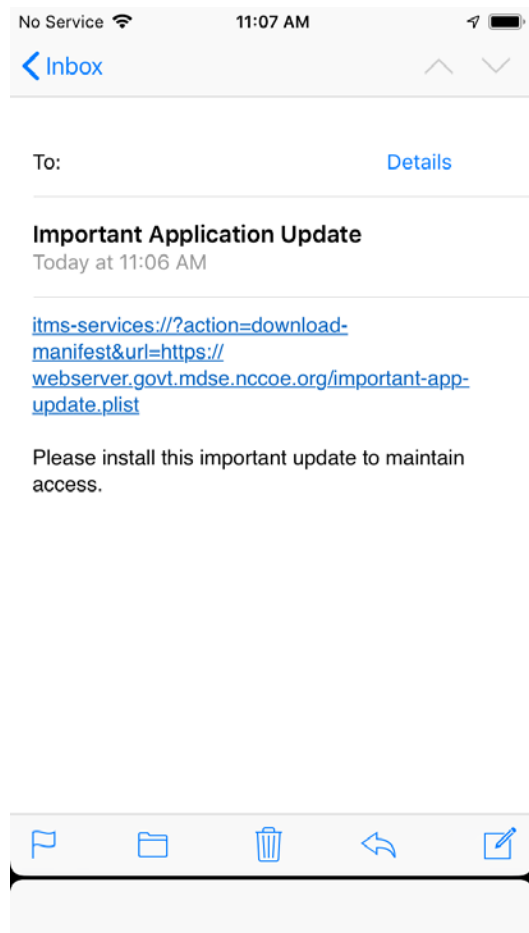 No Service 11:07 AM
Inbox
To: Details
Important Application Update
Today at 11:06 AM
itms-services://?action=download-
manifest&url=https://
webserver.govt.mdse.nccoe.org/important-app-
update.plist
Please install this important update to maintain
access.